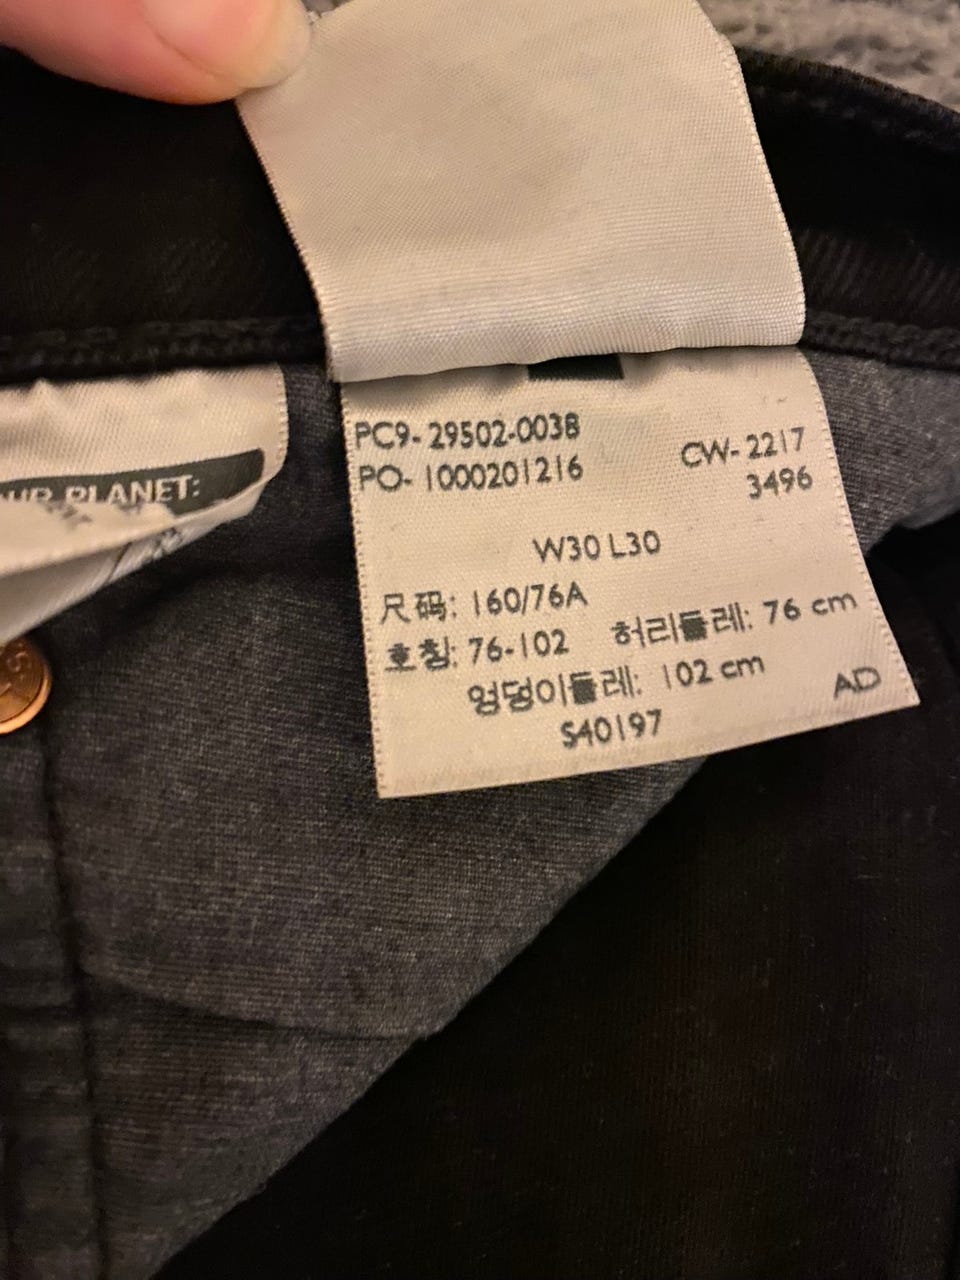 PC9- 29502-0038
PO- 1000201216
CW- 2217
3496
W30 L30
尺码: 160/76A
호칭: 76-102 허리둘레: 76 cm
엉덩이둘레: 102 cm
S40197
AD
PLANET: